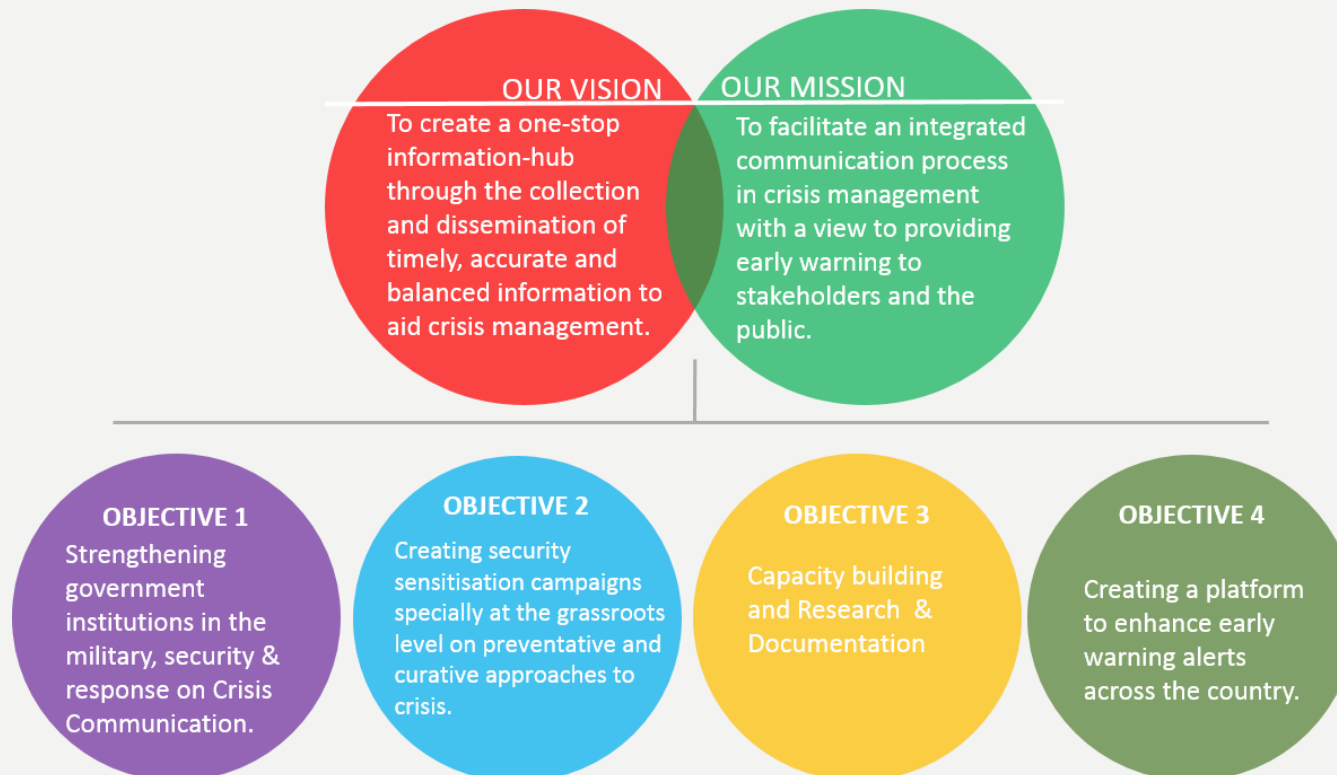 OUR VISION
To create a one-stop
information-hub
through the collection
and dissemination of
timely, accurate and
balanced information to
aid crisis management.
OUR MISSION
To facilitate an integrated
communication process
in crisis management
with a view to providing
early warning to
stakeholders and the
public.
OBJECTIVE 1
Strengthening
government
institutions in the
military, security &
response on Crisis
Communication.
OBJECTIVE 2
Creating security
sensitisation campaigns
specially at the grassroots
level on preventative and
curative approaches to
crisis.
OBJECTIVE 3
Capacity building
and Research &
Documentation
OBJECTIVE 4
Creating a platform
to enhance early
warning alerts
across the country.